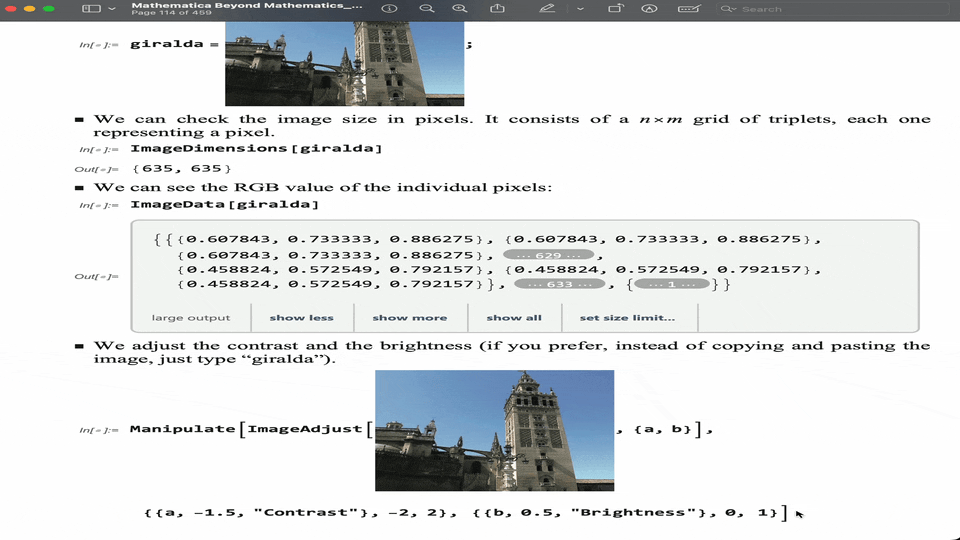 Mathematica Beyond Mathematics_...
Page 114 of 459
Search
In[∘]:= giralda = ;
■ We can check the image size in pixels. It consists of a n×m grid of triplets, each one
representing a pixel.
In[∘]:= ImageDimensions[giralda]
Out[∘]= {635, 635}
■ We can see the RGB value of the individual pixels:
In[∘]:= ImageData[giralda]
{{{0.607843, 0.733333, 0.886275}, {0.607843, 0.733333, 0.886275},
{0.607843, 0.733333, 0.886275}, ... 629 ... ,
Out[∘]= {0.458824, 0.572549, 0.792157}, {0.458824, 0.572549, 0.792157},
{0.458824, 0.572549, 0.792157}}, ... 633 ... , { ... 1 ... }}
large output show less show more show all set size limit...
■ We adjust the contrast and the brightness (if you prefer, instead of copying and pasting the
image, just type “giralda”).
In[∘]:= Manipulate[ImageAdjust[ , {a, b}],
{{a, -1.5, "Contrast"}, -2, 2}, {{b, 0.5, "Brightness"}, 0, 1}]